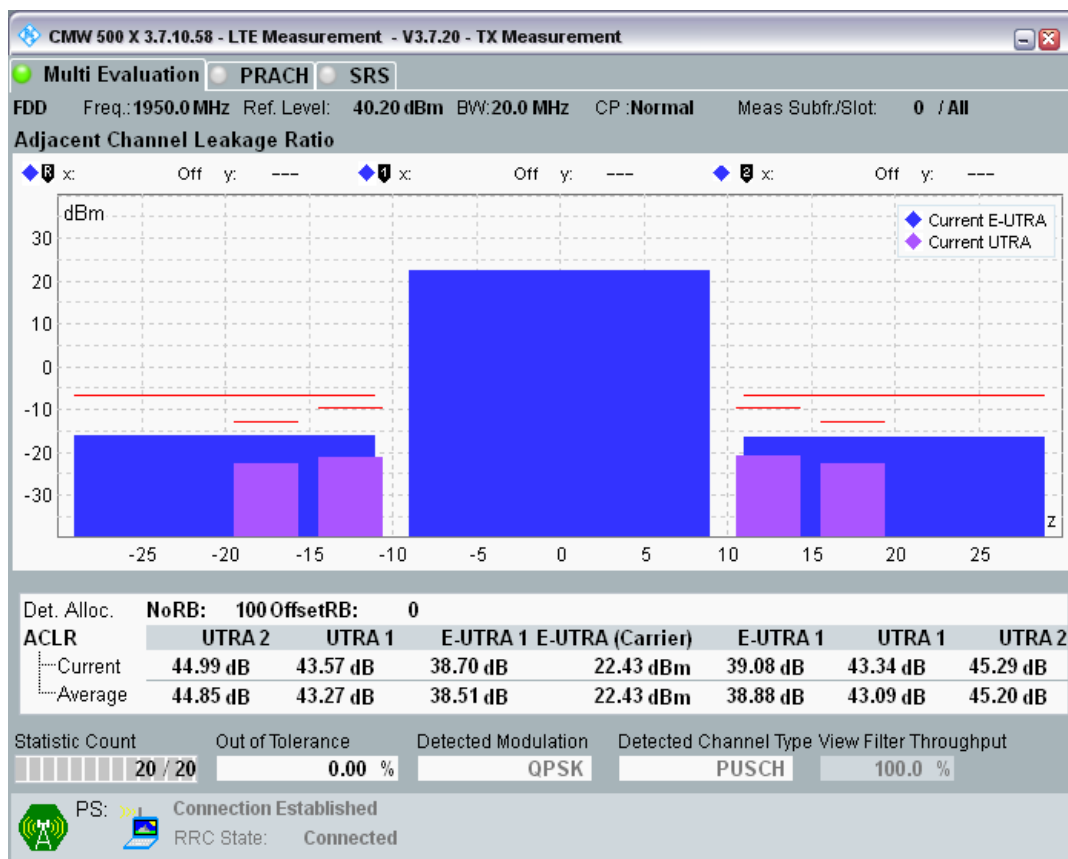 CMW 500 X 3.7.10.58 - LTE Measurement - V3.7.20 - TX Measurement
Multi Evaluation PRACH SRS
FDD Freq.:1950.0 MHz Ref. Level: 40.20 dBm BW:20.0 MHz CP :Normal Meas Subfr./Slot: 0 / All
Adjacent Channel Leakage Ratio
R x: Off y: --- 1 x: Off y: --- 2 x: Off y: ---
dBm
Current E-UTRA
Current UTRA
30
20
10
0
-10
-20
-30
z
-25 -20 -15 -10 -5 0 5 10 15 20 25
Det. Alloc. NoRB: 100 OffsetRB: 0
ACLR UTRA 2 UTRA 1 E-UTRA 1 E-UTRA (Carrier) E-UTRA 1 UTRA 1 UTRA 2
Current 44.99 dB 43.57 dB 38.70 dB 22.43 dBm 39.08 dB 43.34 dB 45.29 dB
Average 44.85 dB 43.27 dB 38.51 dB 22.43 dBm 38.88 dB 43.09 dB 45.20 dB
Statistic Count Out of Tolerance Detected Modulation Detected Channel Type View Filter Throughput
20 / 20 0.00 % QPSK PUSCH 100.0 %
PS: Connection Established
RRC State: Connected